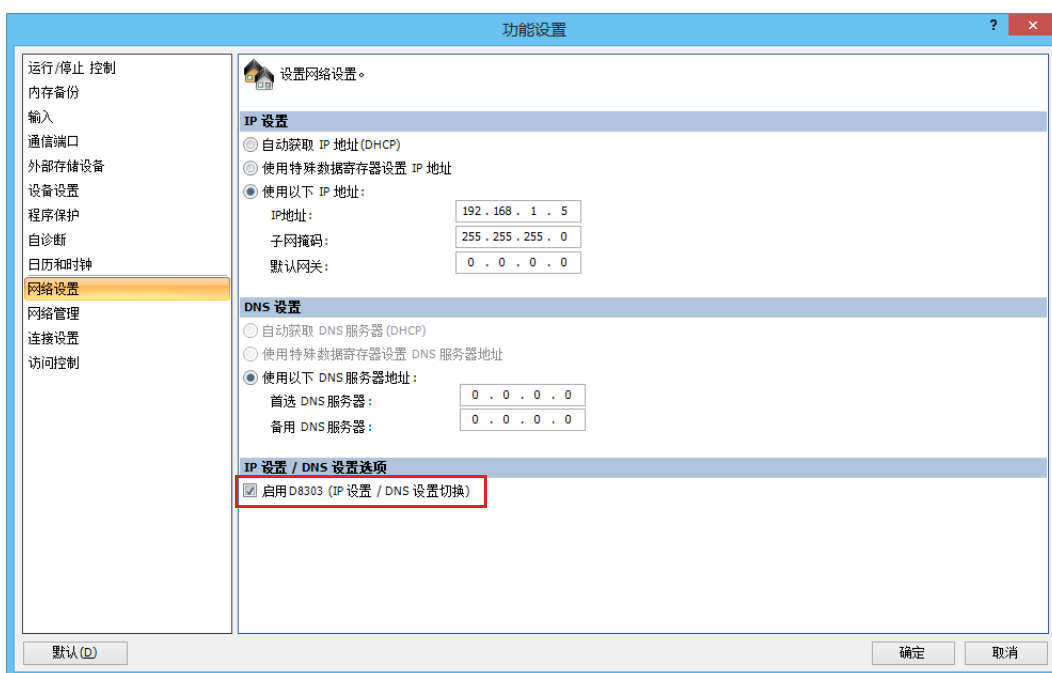 功能设置
?
×
运行/停止 控制
内存备份
输入
通信端口
外部存储设备
设备设置
程序保护
自诊断
日历和时钟
网络设置
网络管理
连接设置
访问控制
设置网络设置。
IP 设置
自动获取 IP 地址(DHCP)
使用特殊数据寄存器设置 IP 地址
使用以下 IP 地址:
IP地址: 192 . 168 . 1 . 5
子网掩码: 255 . 255 . 255 . 0
默认网关: 0 . 0 . 0 . 0
DNS 设置
自动获取 DNS 服务器 (DHCP)
使用特殊数据寄存器设置 DNS 服务器地址
使用以下 DNS 服务器地址:
首选 DNS 服务器: 0 . 0 . 0 . 0
备用 DNS 服务器: 0 . 0 . 0 . 0
IP 设置 / DNS 设置选项
启用 D8303 (IP 设置 / DNS 设置切换)
默认(D) 确定 取消